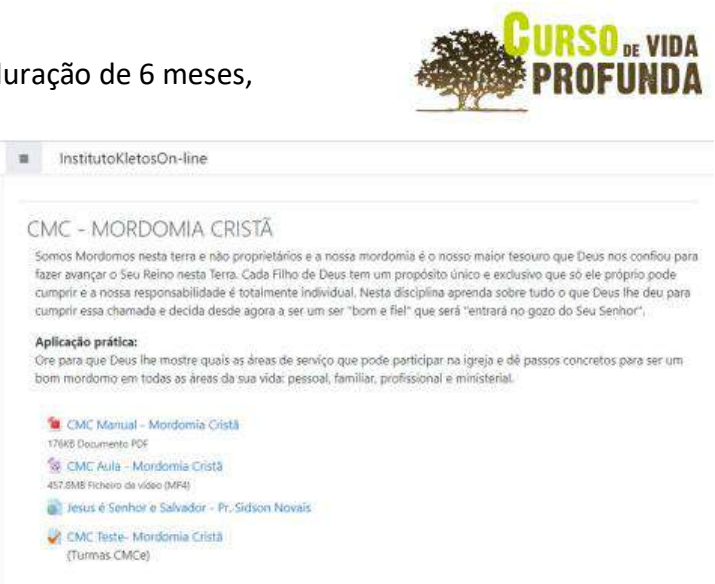 CURSO DE VIDA
PROFUNDA
duração de 6 meses,
InstitutoKletosOn-line
CMC - MORDOMIA CRISTÃ
Somos Mordomos nesta terra e não proprietários e a nossa mordomia é o nosso maior tesouro que Deus nos confiou para
fazer avançar o Seu Reino nesta Terra. Cada Filho de Deus tem um propósito único e exclusivo que só ele próprio pode
cumprir e a nossa responsabilidade é totalmente individual. Nesta disciplina aprenda sobre tudo o que Deus lhe deu para
cumprir essa chamada e decida desde agora a ser um ser "bom e fiel" que será "entrará no gozo do Seu Senhor".
Aplicação prática:
Ore para que Deus lhe mostre quais as áreas de serviço que pode participar na igreja e dê passos concretos para ser um
bom mordomo em todas as áreas da sua vida: pessoal, familiar, profissional e ministerial.
CMC Manual - Mordomia Cristã
176KB Documento PDF
CMC Aula - Mordomia Cristã
457.8MB Ficheiro de vídeo (MP4)
Jesus é Senhor e Salvador - Pr. Sidson Novais
CMC Teste- Mordomia Cristã
(Turmas CMCe)